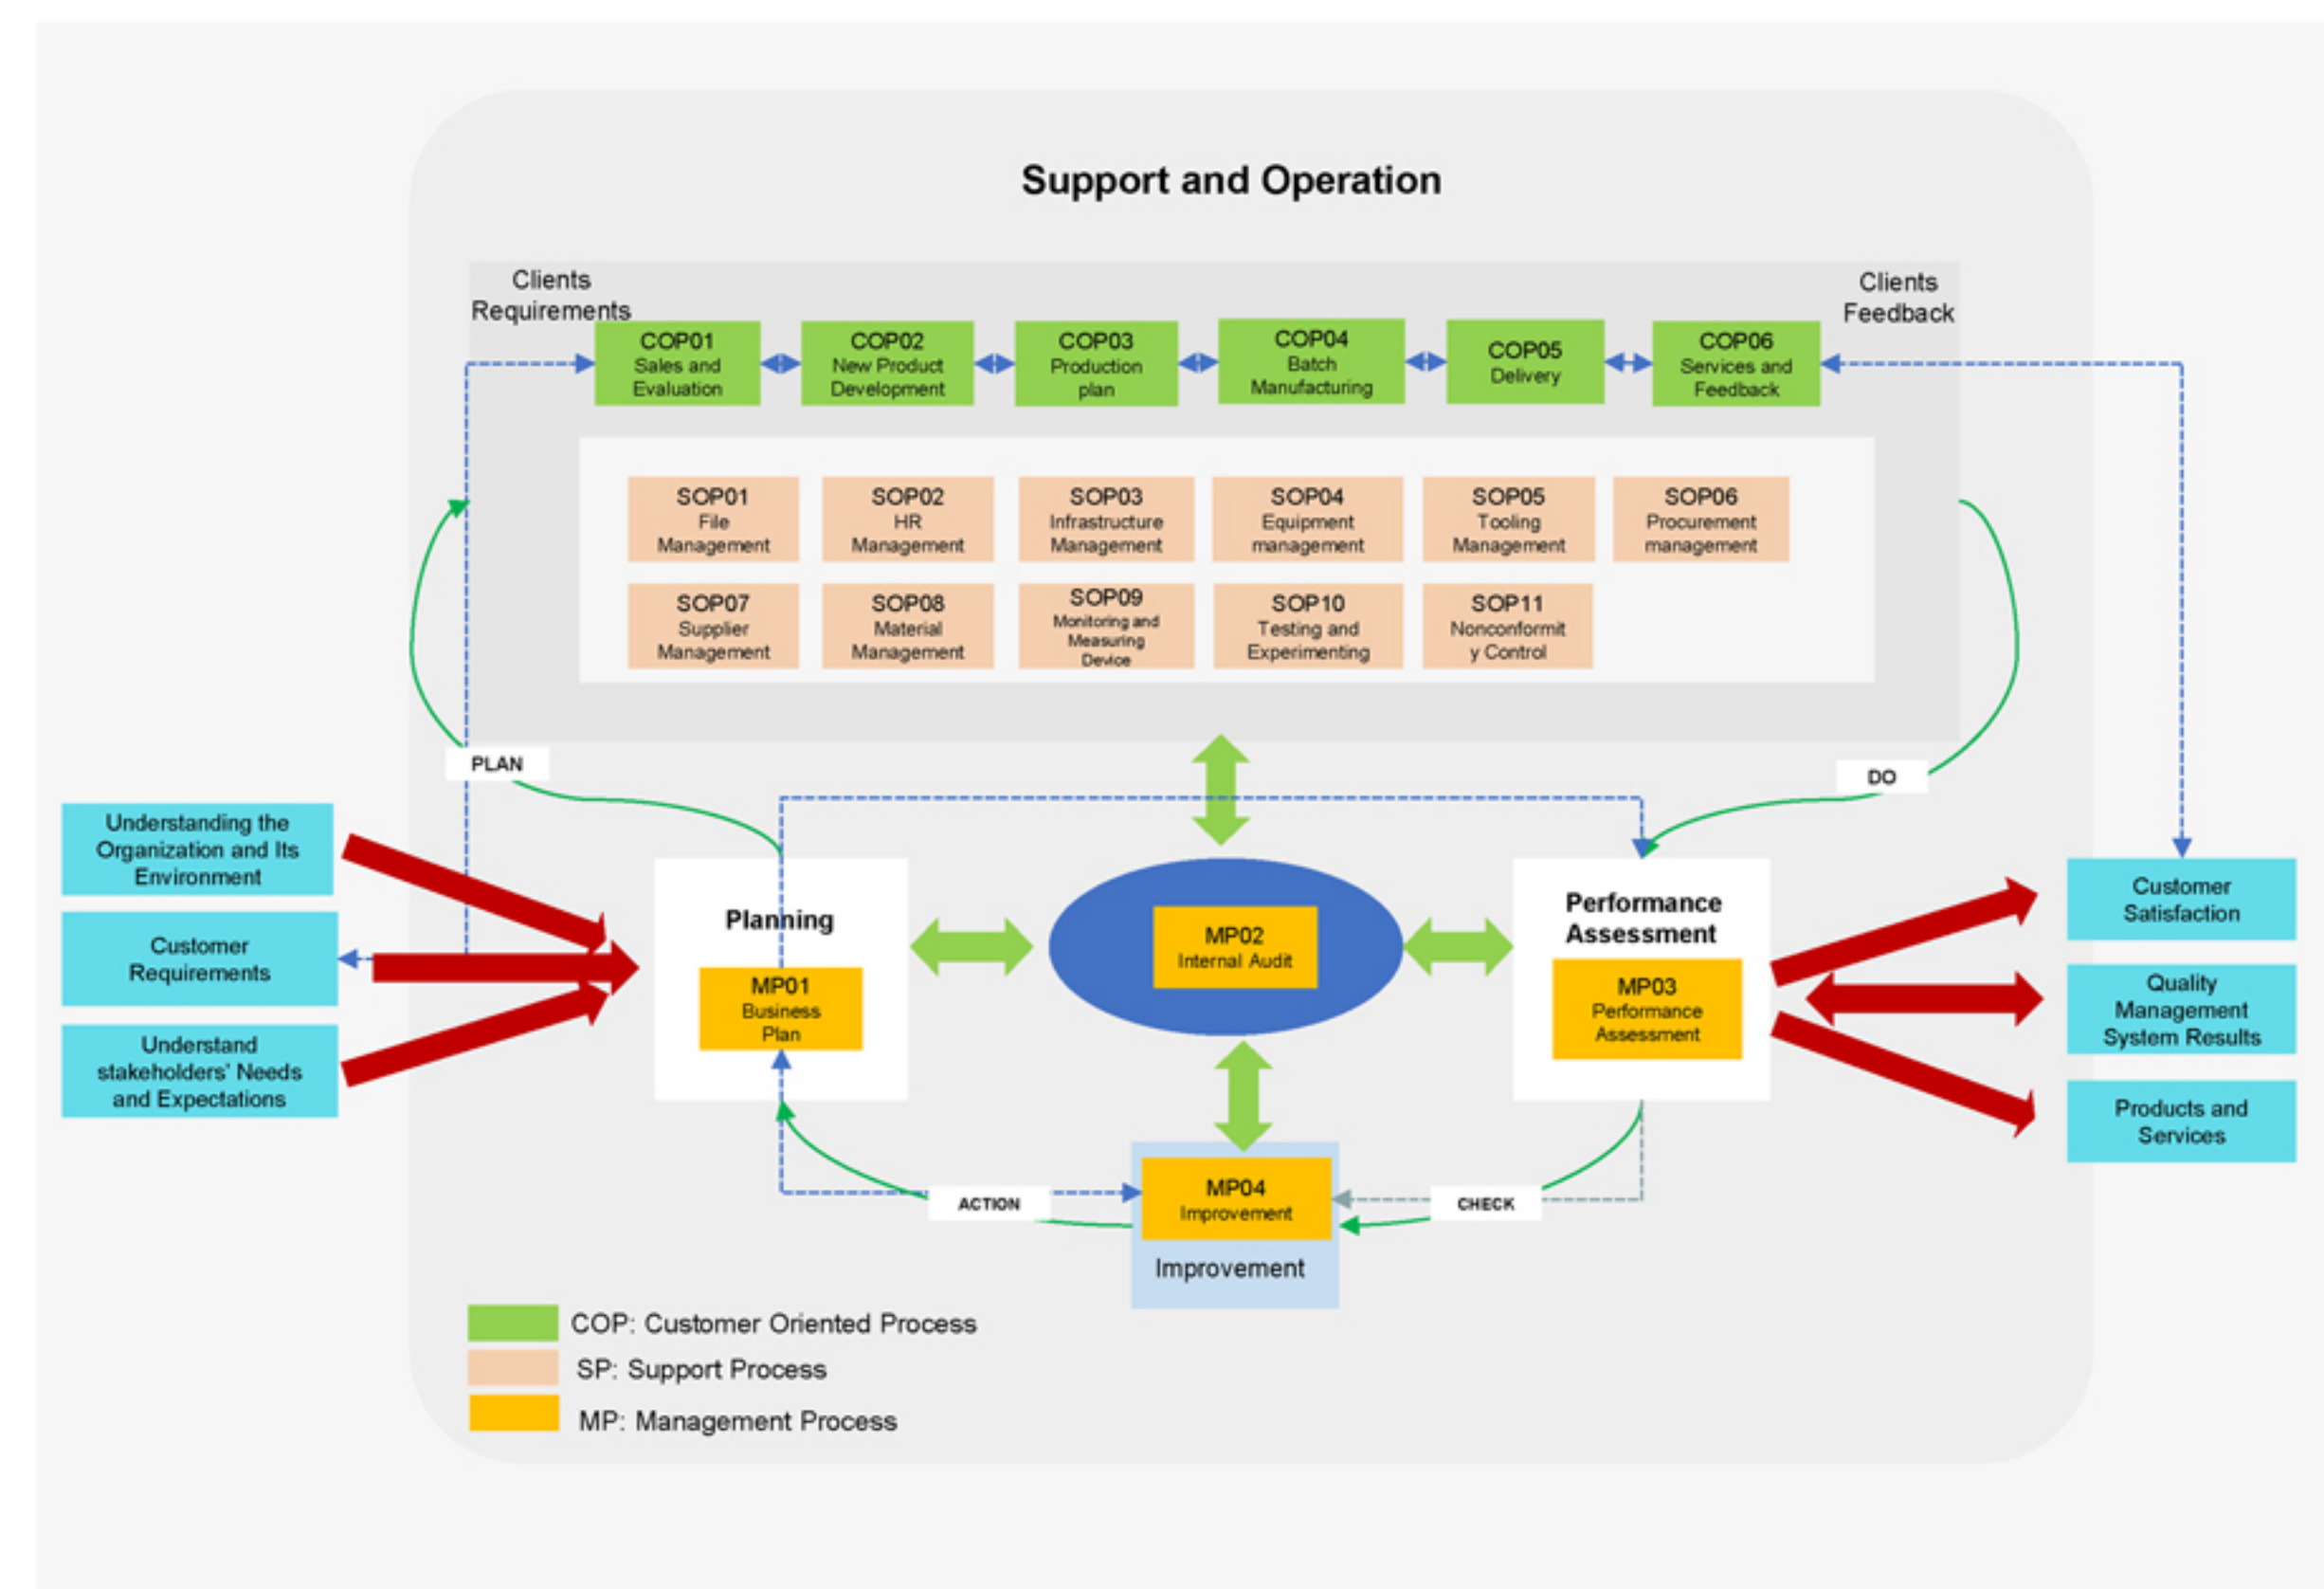 Support and Operation
Clients
Requirements
Clients
Feedback
COP01
Sales and
Evaluation
COP02
New Product
Development
COP03
Production
plan
COP04
Batch
Manufacturing
COP05
Delivery
COP06
Services and
Feedback
SOP01
File
Management
SOP02
HR
Management
SOP03
Infrastructure
Management
SOP04
Equipment
management
SOP05
Tooling
Management
SOP06
Procurement
management
SOP07
Supplier
Management
SOP08
Material
Management
SOP09
Monitoring and
Measuring
Device
SOP10
Testing and
Experimenting
SOP11
Nonconformit
y Control
PLAN
DO
Understanding the
Organization and Its
Environment
Customer
Requirements
Understand
stakeholders' Needs
and Expectations
Planning
MP01
Business
Plan
MP02
Internal Audit
Performance
Assessment
MP03
Performance
Assessment
Customer
Satisfaction
Quality
Management
System Results
Products and
Services
ACTION
MP04
Improvement
CHECK
Improvement
COP: Customer Oriented Process
SP: Support Process
MP: Management Process